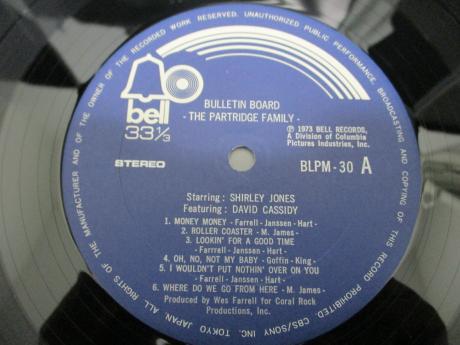 ALL RIGHTS OF THE MANUFACTURER AND OF THE OWNER OF THE RECORDED WORK RESERVED. UNAUTHORIZED PUBLIC PERFORMANCE, BROADCASTING AND COPYING OF THIS RECORD PROHIBITED. CBS/SONY INC. TOKYO JAPAN.
bell
33 1/3
STEREO
BULLETIN BOARD
- THE PARTRIDGE FAMILY -
℗ 1973 BELL RECORDS,
A Division of Columbia
Pictures Industries, Inc.
BLPM-30 A
Starring : SHIRLEY JONES
Featuring : DAVID CASSIDY
1. MONEY MONEY - Farrell-Janssen-Hart -
2. ROLLER COASTER - M. James-
3. LOOKIN' FOR A GOOD TIME
- Farrrell-Janssen-Hart -
4. OH, NO, NOT MY BABY - Goffin-King -
5. I WOULDN'T PUT NOTHIN' OVER ON YOU
- Farrell-Janssen-Hart -
6. WHERE DO WE GO FROM HERE - M. James-
Produced by Wes Farrell for Coral Rock
Productions, Inc.